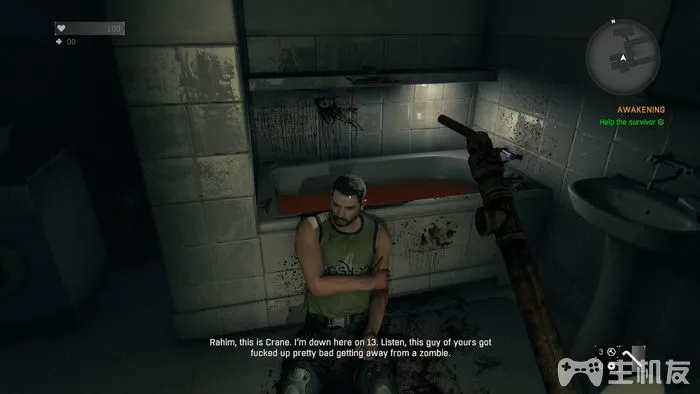 100
00
N
AWAKENING
Help the survivor
Rahim, this is Crane. I'm down here on 13. Listen, this guy of yours got
fucked up pretty bad getting away from a zombie.
3
主机友